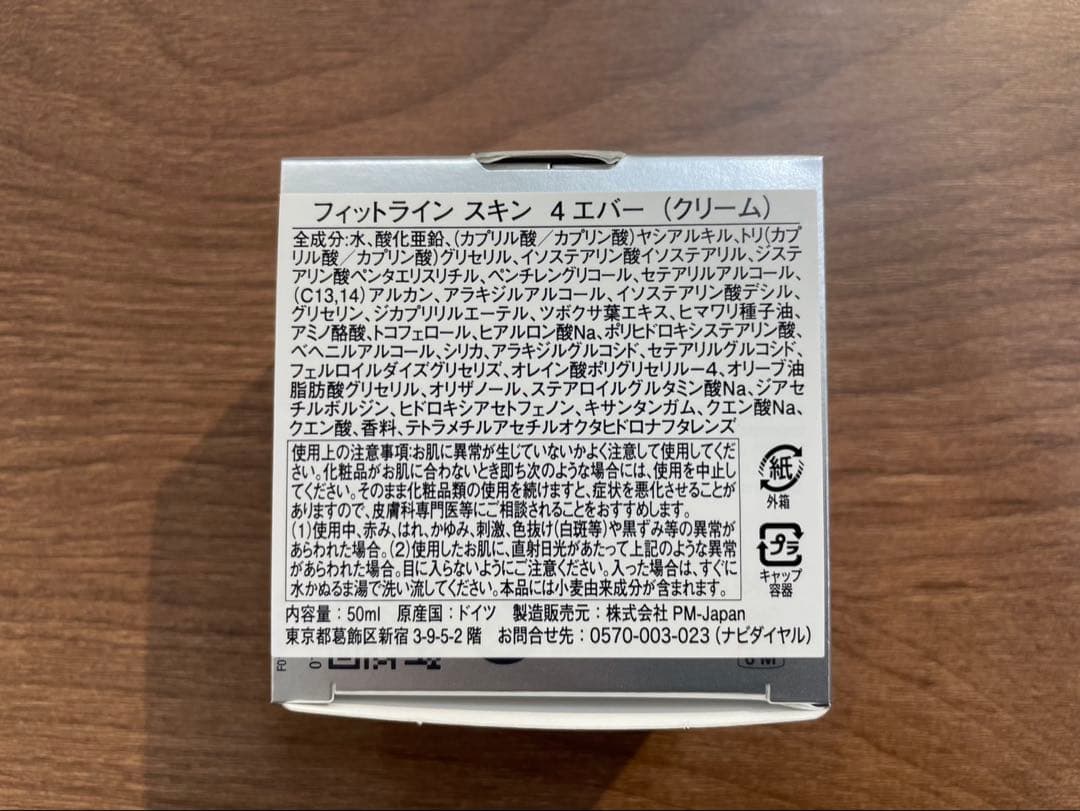 フィットライン スキン 4エバー (クリーム)
全成分:水、酸化亜鉛、(カプリル酸/カプリン酸)ヤシアルキル、トリ(カプ
リル酸/カプリン酸)グリセリル、イソステアリン酸イソステアリル、ジステ
アリン酸ペンタエリスリチル、ペンチレングリコール、セテアリルアルコール、
(C13,14)アルカン、アラキジルアルコール、イソステアリン酸デシル、
グリセリン、ジカプリリルエーテル、ツボクサ葉エキス、ヒマワリ種子油、
アミノ酪酸、トコフェロール、ヒアルロン酸Na、ポリヒドロキシステアリン酸、
ベヘニルアルコール、シリカ、アラキジルグルコシド、セテアリルグルコシド、
フェルロイルダイズグリセリズ、オレイン酸ポリグリセリル-4、オリーブ油
脂肪酸グリセリル、オリザノール、ステアロイルグルタミン酸Na、ジアセ
チルボルジン、ヒドロキシアセトフェノン、キサンタンガム、クエン酸Na、
クエン酸、香料、テトラメチルアセチルオクタヒドロナフタレンズ
使用上の注意事項:お肌に異常が生じていないかよく注意して使用してくだ
さい。化粧品がお肌に合わないとき即ち次のような場合には、使用を中止し
てください。そのまま化粧品類の使用を続けますと、症状を悪化させることが
ありますので、皮膚科専門医等にご相談されることをおすすめします。
(1)使用中、赤み、はれ、かゆみ、刺激、色抜け(白斑等)や黒ずみ等の異常が
あらわれた場合。(2)使用したお肌に、直射日光があたって上記のような異常
があらわれた場合。目に入らないようにご注意ください。入った場合は、すぐに
水かぬるま湯で洗い流してください。本品には小麦由来成分が含まれます。
紙
外箱
プラ
キャップ
容器
内容量:50ml 原産国:ドイツ 製造販売元:株式会社 PM-Japan
東京都葛飾区新宿 3-9-5-2 階 お問合せ先:0570-003-023 (ナビダイヤル)